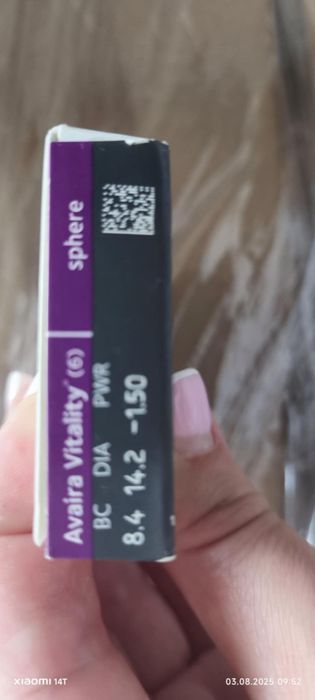 Avaira Vitality™ (6) | sphere
BC DIA PWR
8.4 14.2 -1.50
XIAOMI 14T
03.08.2025 09:52